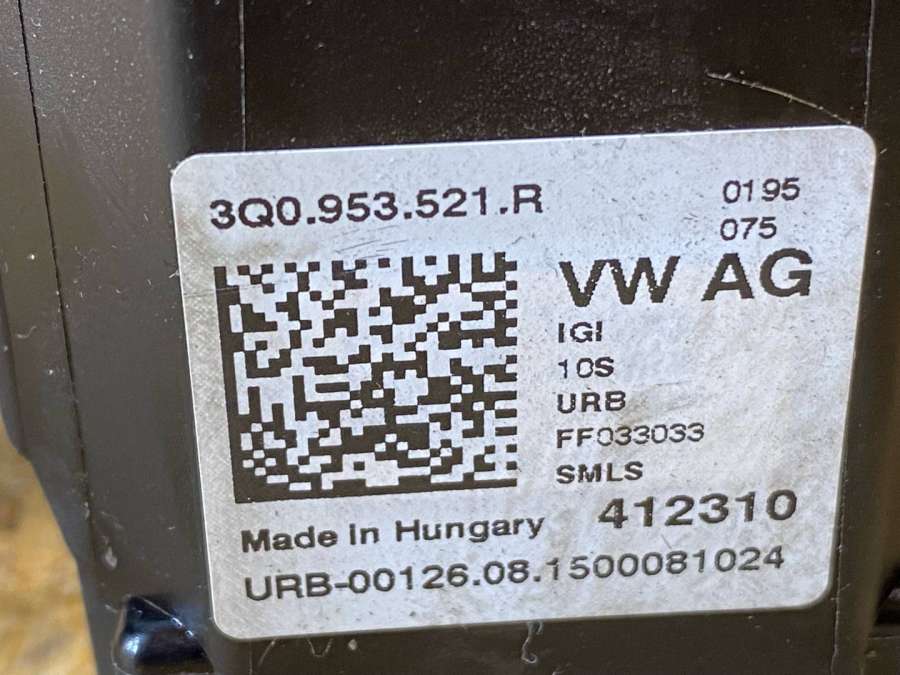 3Q0.953.521.R
0195
075
VW AG
IGI
10S
URB
FF033033
SMLS
412310
Made in Hungary
URB-00126.08.1500081024